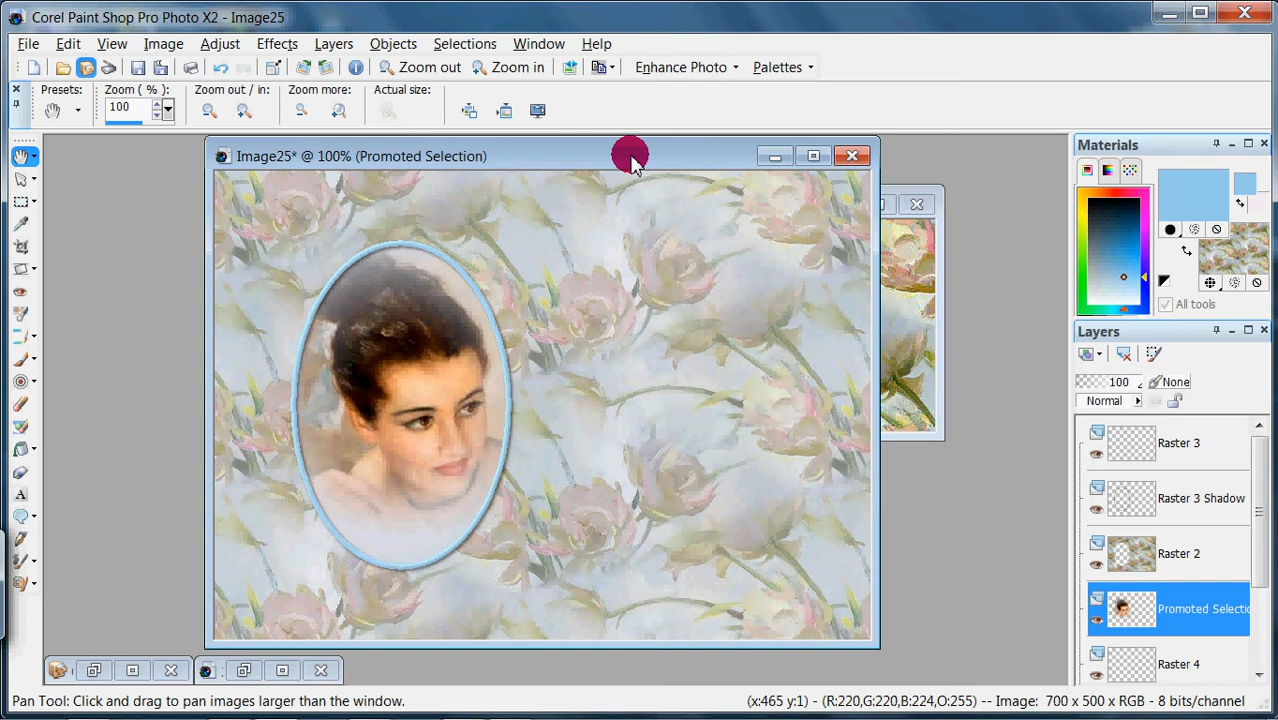 Corel Paint Shop Pro Photo X2 - Image25
File Edit View Image Adjust Effects Layers Objects Selections Window Help
Zoom out Zoom in Enhance Photo Palettes
Presets: Zoom ( % ): Zoom out / in: Zoom more: Actual size:
100
Image25* @ 100% (Promoted Selection)
Materials
All tools
Layers
100 None
Normal
Raster 3
Raster 3 Shadow
Raster 2
Promoted Selectio
Raster 4
Pan Tool: Click and drag to pan images larger than the window.
(x:465 y:1) - (R:220,G:220,B:224,O:255) -- Image: 700 x 500 x RGB - 8 bits/channel